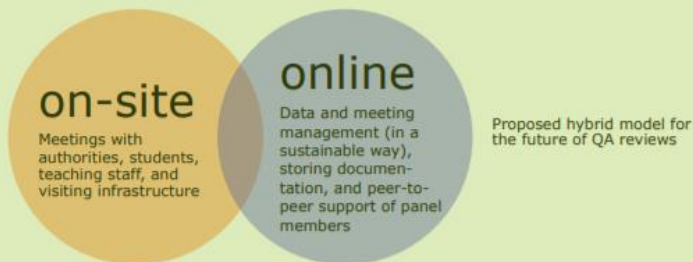 on-site
Meetings with
authorities, students,
teaching staff, and
visiting infrastructure
online
Data and meeting
management (in a
sustainable way),
storing documen-
tation, and peer-to-
peer support of panel
members
Proposed hybrid model for
the future of QA reviews